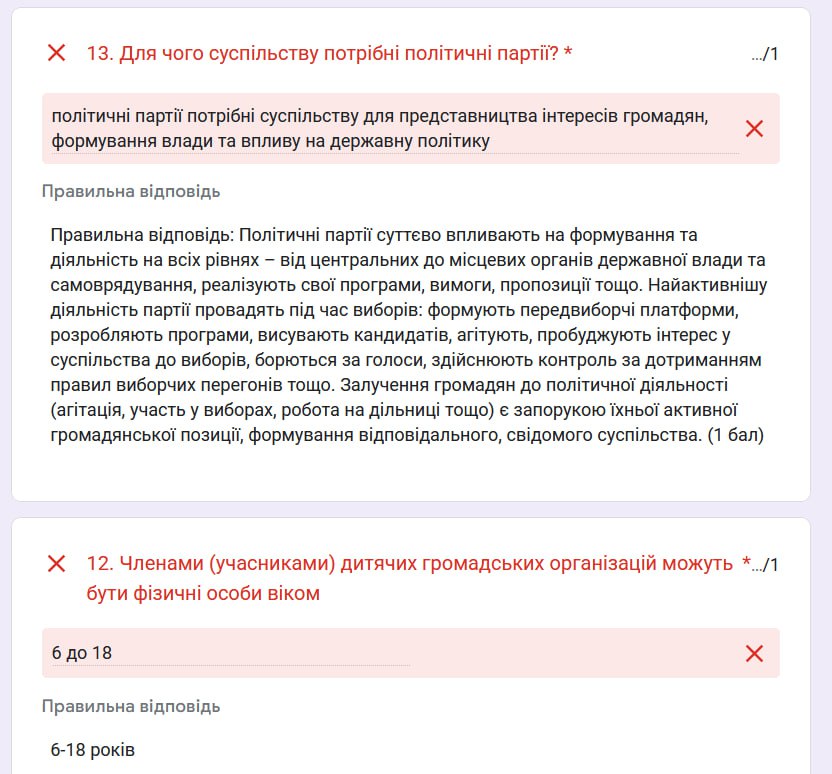 13. Для чого суспільству потрібні політичні партії? *
.../1
політичні партії потрібні суспільству для представництва інтересів громадян,
формування влади та впливу на державну політику
Правильна відповідь
Правильна відповідь: Політичні партії суттєво впливають на формування та
діяльність на всіх рівнях – від центральних до місцевих органів державної влади та
самоврядування, реалізують свої програми, вимоги, пропозиції тощо. Найактивнішу
діяльність партії провадять під час виборів: формують передвиборчі платформи,
розробляють програми, висувають кандидатів, агітують, пробуджують інтерес у
суспільства до виборів, борються за голоси, здійснюють контроль за дотриманням
правил виборчих перегонів тощо. Залучення громадян до політичної діяльності
(агітація, участь у виборах, робота на дільниці тощо) є запорукою їхньої активної
громадянської позиції, формування відповідального, свідомого суспільства. (1 бал)
12. Членами (учасниками) дитячих громадських організацій можуть *
.../1
бути фізичні особи віком
6 до 18
Правильна відповідь
6-18 років